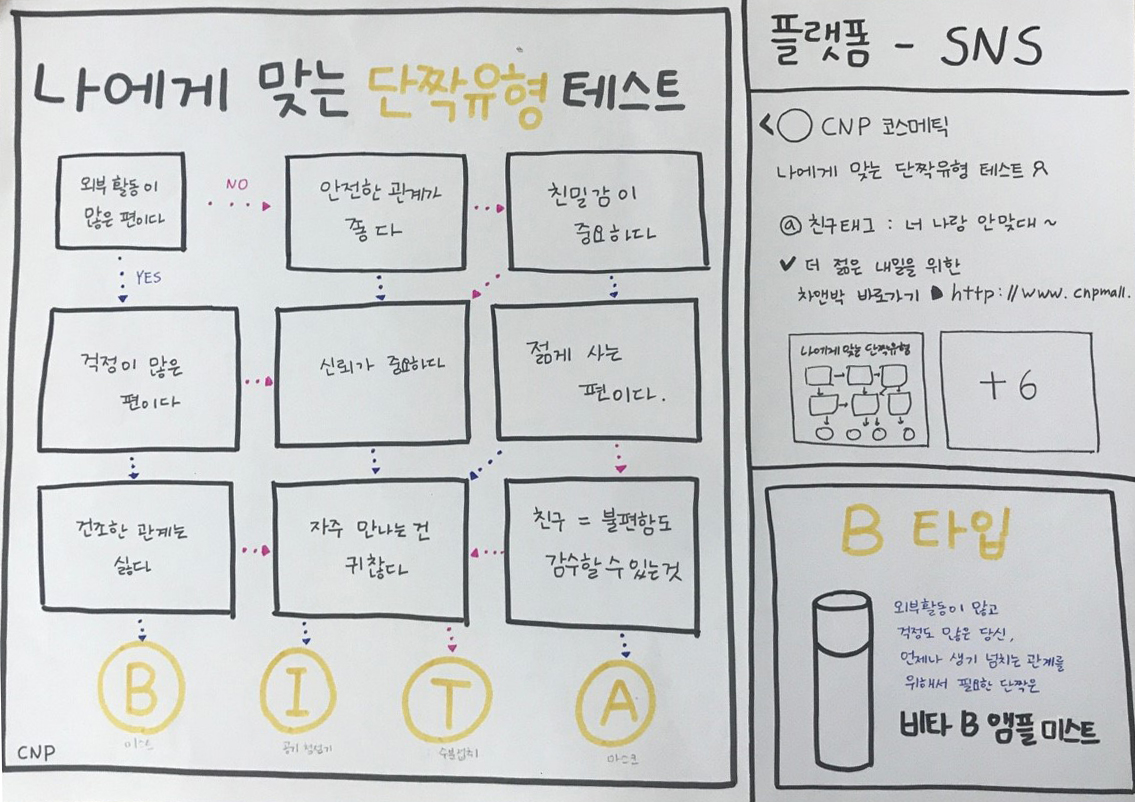 나에게 맞는 단짝유형 테스트
외부 활동이
많은 편이다
NO
안전한 관계가
좋다
친밀감이
중요하다
YES
걱정이 많은
편이다
신뢰가 중요하다
젊게 사는
편이다.
건조한 관계는
싫다
자주 만나는 건
귀찮다
친구 = 불편함도
감수할 수 있는 것
B
I
T
A
미스트
공기 청정기
수분섭취
마스크
CNP
플랫폼 - SNS
< CNP 코스메틱
나에게 맞는 단짝유형 테스트
@ 친구태그 : 너 나랑 안맞대 ~
✓ 더 젊은 내일을 위한
차앤박 바로가기 http://www.cnpmall.
나에게 맞는 단짝유형
+6
B 타입
외부활동이 많고
걱정도 많은 당신,
언제나 생기 넘치는 관계를
위해서 필요한 단짝은
비타 B 앰플 미스트